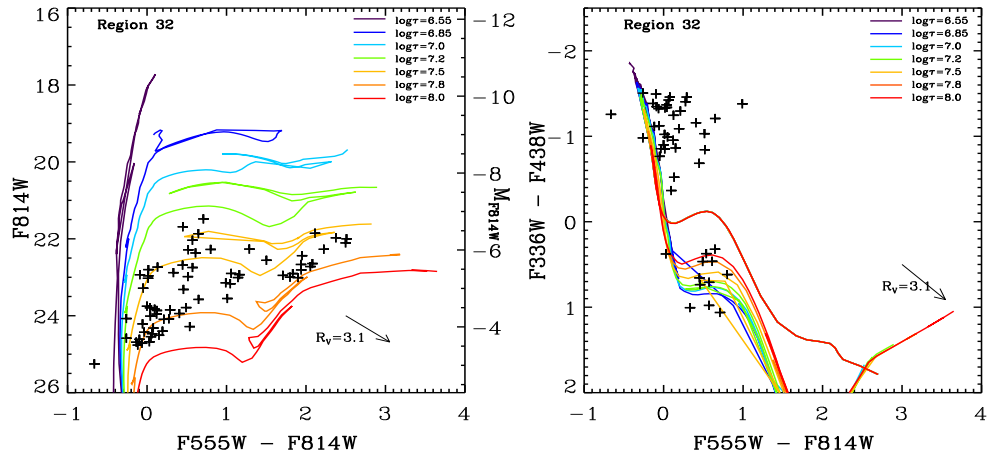 Region 32
logτ=6.55
logτ=6.85
logτ=7.0
logτ=7.2
logτ=7.5
logτ=7.8
logτ=8.0
16
18
20
22
24
26
F814W
−12
−10
−8
−6
−4
M_F814W
R_V=3.1
−1 0 1 2 3 4
F555W − F814W
Region 32
logτ=6.55
logτ=6.85
logτ=7.0
logτ=7.2
logτ=7.5
logτ=7.8
logτ=8.0
−2
−1
0
1
2
F336W − F438W
R_V=3.1
−1 0 1 2 3 4
F555W − F814W